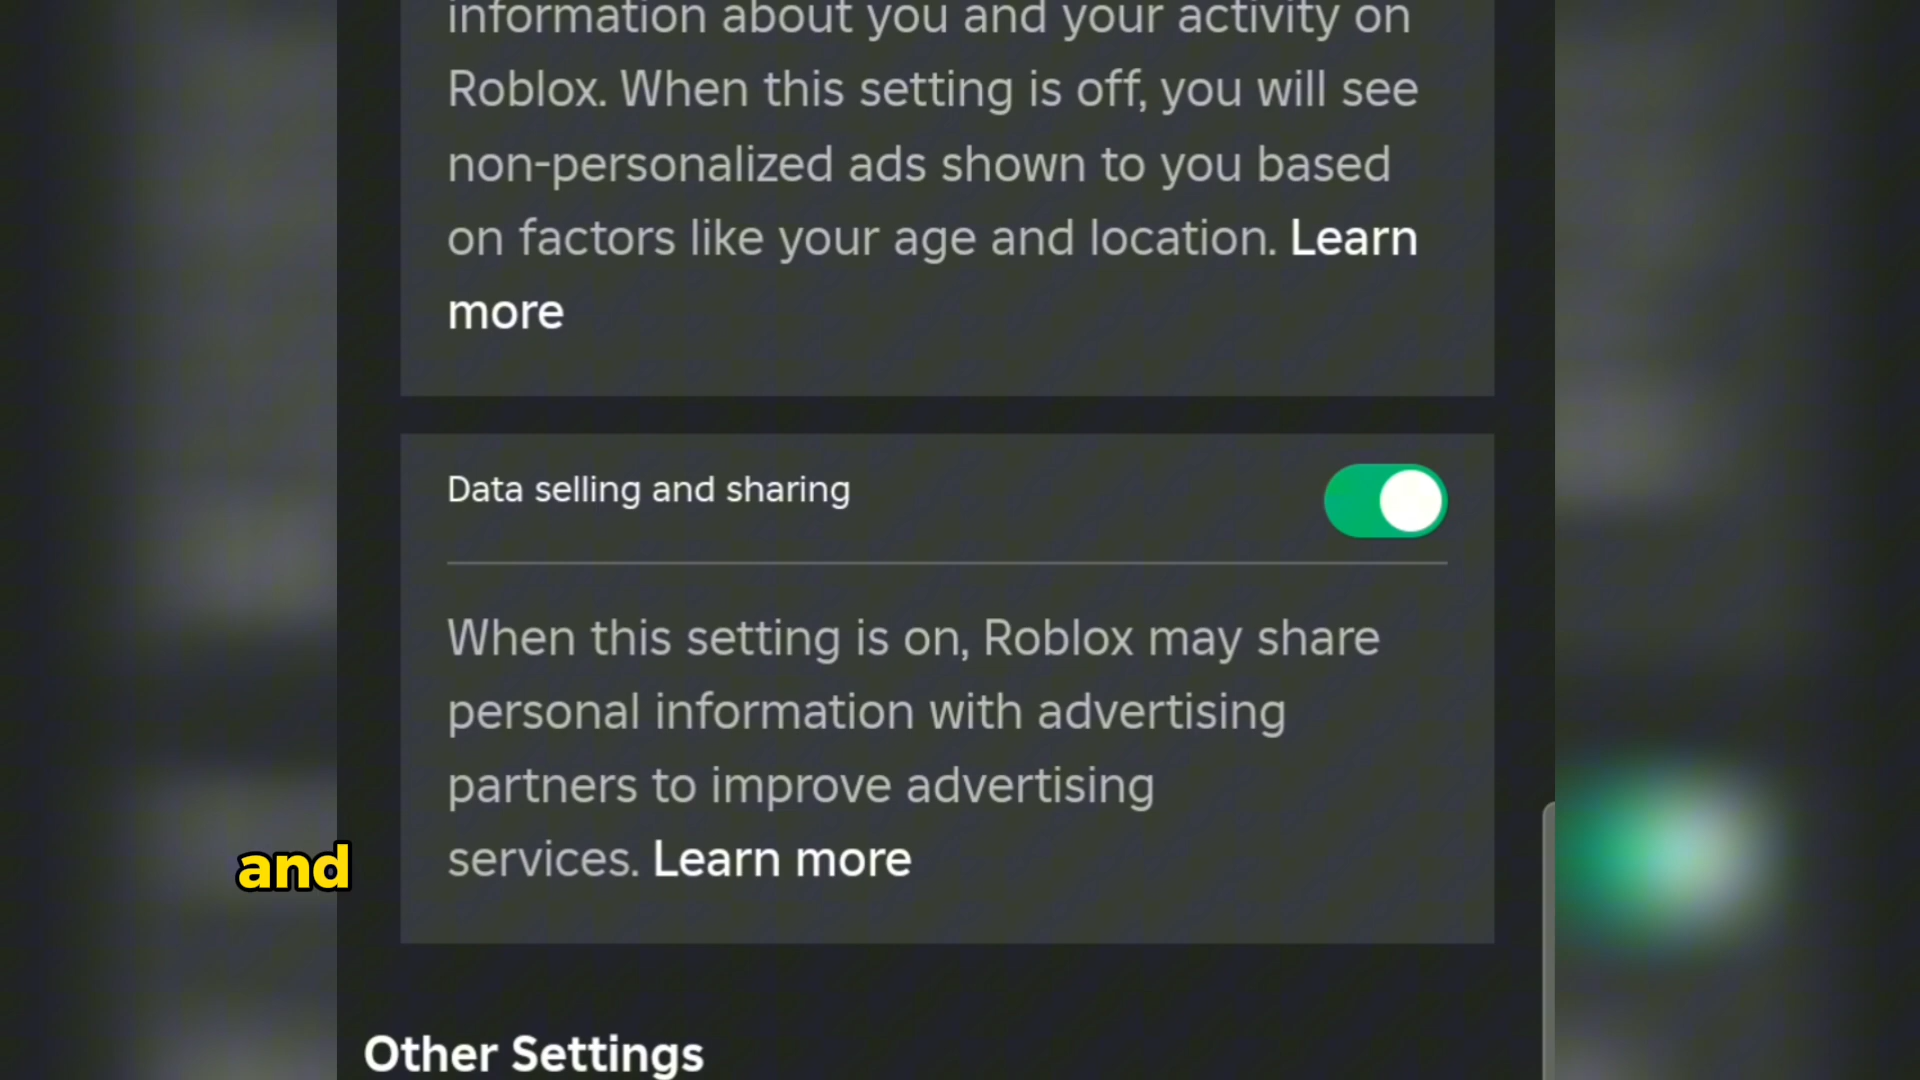 information about you and your activity on
Roblox. When this setting is off, you will see
non-personalized ads shown to you based
on factors like your age and location. Learn
more
Data selling and sharing
When this setting is on, Roblox may share
personal information with advertising
partners to improve advertising
services. Learn more
and
Other Settings